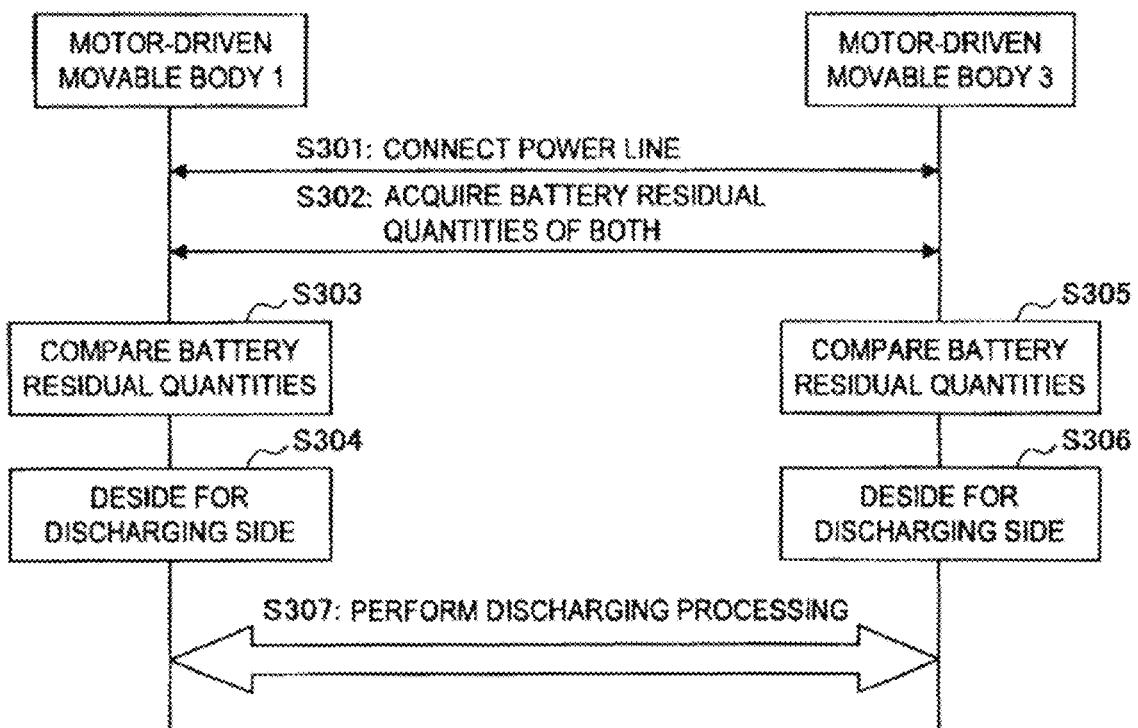 MOTOR-DRIVEN
MOVABLE BODY 1
MOTOR-DRIVEN
MOVABLE BODY 3
S301: CONNECT POWER LINE
S302: ACQUIRE BATTERY RESIDUAL
QUANTITIES OF BOTH
S303
COMPARE BATTERY
RESIDUAL QUANTITIES
S305
COMPARE BATTERY
RESIDUAL QUANTITIES
S304
DESIDE FOR
DISCHARGING SIDE
S306
DESIDE FOR
DISCHARGING SIDE
S307: PERFORM DISCHARGING PROCESSING